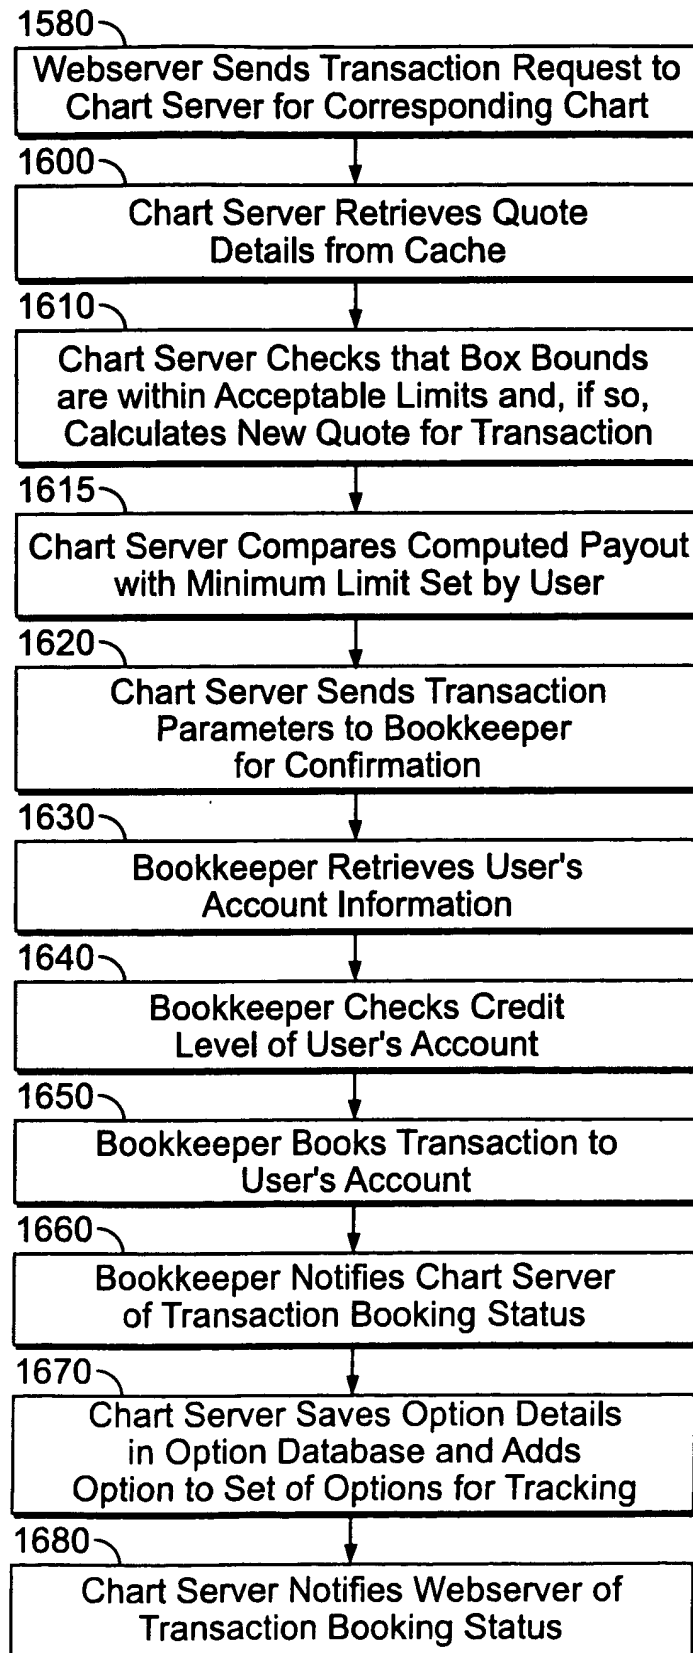 1580
Webserver Sends Transaction Request to
Chart Server for Corresponding Chart
1600
Chart Server Retrieves Quote
Details from Cache
1610
Chart Server Checks that Box Bounds
are within Acceptable Limits and, if so,
Calculates New Quote for Transaction
1615
Chart Server Compares Computed Payout
with Minimum Limit Set by User
1620
Chart Server Sends Transaction
Parameters to Bookkeeper
for Confirmation
1630
Bookkeeper Retrieves User's
Account Information
1640
Bookkeeper Checks Credit
Level of User's Account
1650
Bookkeeper Books Transaction to
User's Account
1660
Bookkeeper Notifies Chart Server
of Transaction Booking Status
1670
Chart Server Saves Option Details
in Option Database and Adds
Option to Set of Options for Tracking
1680
Chart Server Notifies Webserver of
Transaction Booking Status